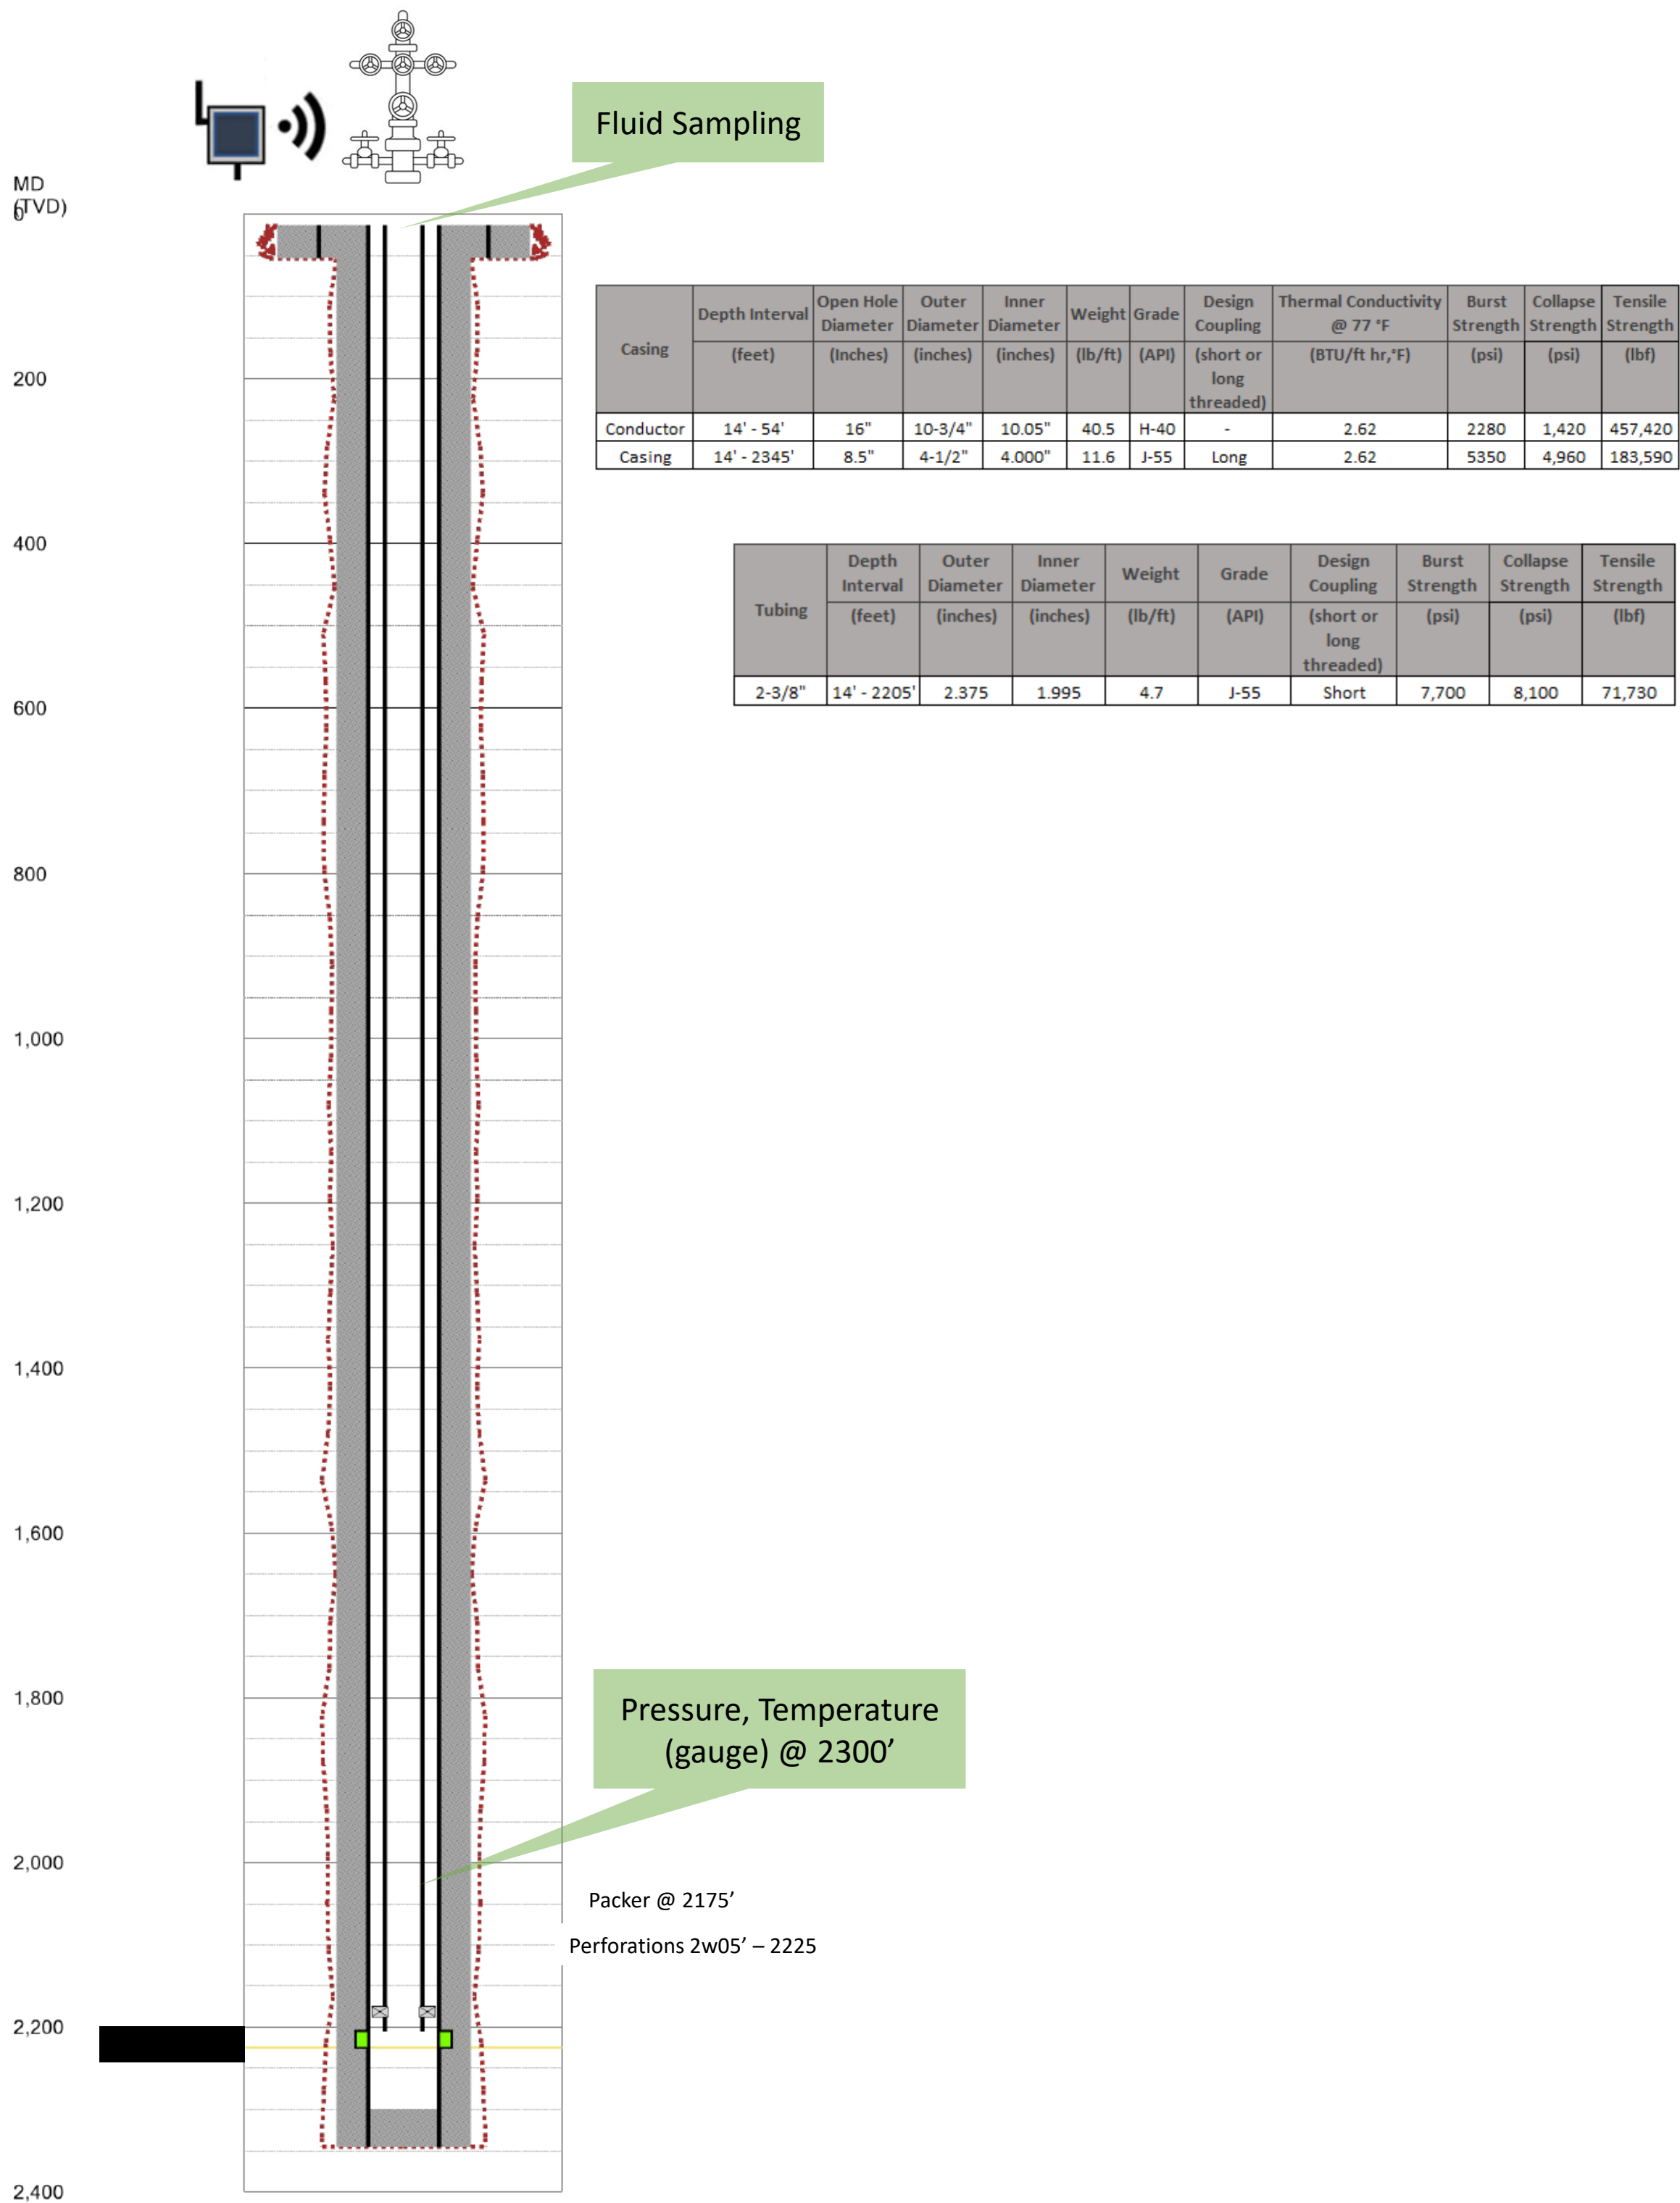 Fluid Sampling
MD
(TVD)
0
200
400
600
800
1,000
1,200
1,400
1,600
1,800
2,000
2,200
2,400
Casing | Depth Interval | Open Hole Diameter | Outer Diameter | Inner Diameter | Weight | Grade | Design Coupling | Thermal Conductivity @ 77 °F | Burst Strength | Collapse Strength | Tensile Strength
(feet) | (Inches) | (inches) | (inches) | (lb/ft) | (API) | (short or long threaded) | (BTU/ft hr,°F) | (psi) | (psi) | (lbf)
Conductor | 14' - 54' | 16" | 10-3/4" | 10.05" | 40.5 | H-40 | - | 2.62 | 2280 | 1,420 | 457,420
Casing | 14' - 2345' | 8.5" | 4-1/2" | 4.000" | 11.6 | J-55 | Long | 2.62 | 5350 | 4,960 | 183,590
Tubing | Depth Interval | Outer Diameter | Inner Diameter | Weight | Grade | Design Coupling | Burst Strength | Collapse Strength | Tensile Strength
(feet) | (inches) | (inches) | (lb/ft) | (API) | (short or long threaded) | (psi) | (psi) | (lbf)
2-3/8" | 14' - 2205' | 2.375 | 1.995 | 4.7 | J-55 | Short | 7,700 | 8,100 | 71,730
Pressure, Temperature
(gauge) @ 2300’
Packer @ 2175’
Perforations 2w05’ – 2225